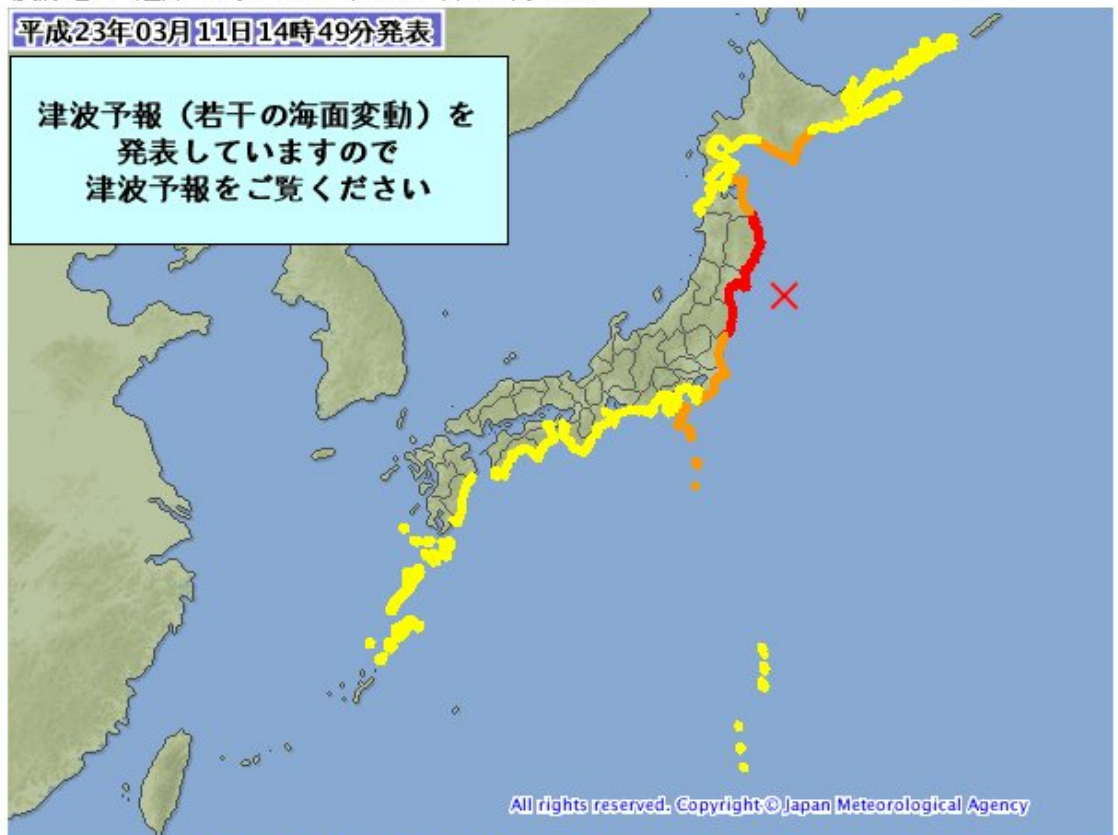 平成23年03月11日14時49分発表
津波予報（若干の海面変動）を
発表していますので
津波予報をご覧ください
All rights reserved. Copyright © Japan Meteorological Agency